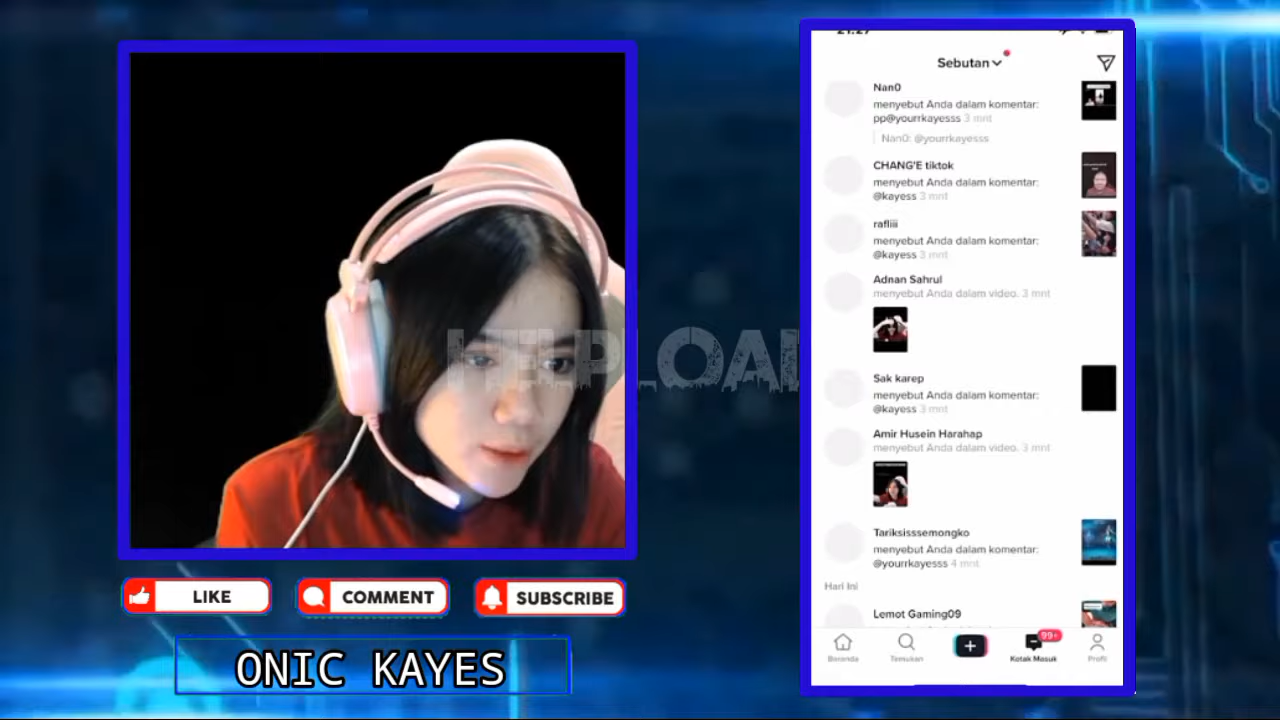 LIKE
COMMENT
SUBSCRIBE
ONIC KAYES
21.27
Sebutan
Nan0
menyebut Anda dalam komentar:
pp@yourrkayesss 3 mnt
Nan0: @yourrkayesss
CHANG'E tiktok
menyebut Anda dalam komentar:
@kayess 3 mnt
rafliii
menyebut Anda dalam komentar:
@kayess 3 mnt
Adnan Sahrul
menyebut Anda dalam video. 3 mnt
Sak karep
menyebut Anda dalam komentar:
@kayess 3 mnt
Amir Husein Harahap
menyebut Anda dalam video. 3 mnt
Tariksisssemongko
menyebut Anda dalam komentar:
@yourrkayesss 4 mnt
Hari Ini
Lemot Gaming09
99+
Beranda
Temukan
Kotak Masuk
Profil